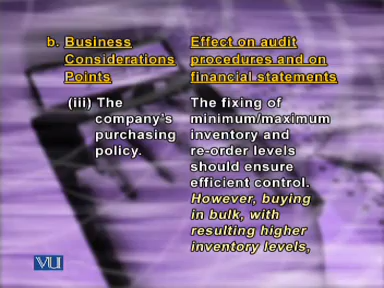 b. Business Considerations Points
Effect on audit procedures and on financial statements
(iii) The company's purchasing policy.
The fixing of
minimum/maximum
inventory and
re-order levels
should ensure
efficient control.
However, buying
in bulk, with
resulting higher
inventory levels,
VU